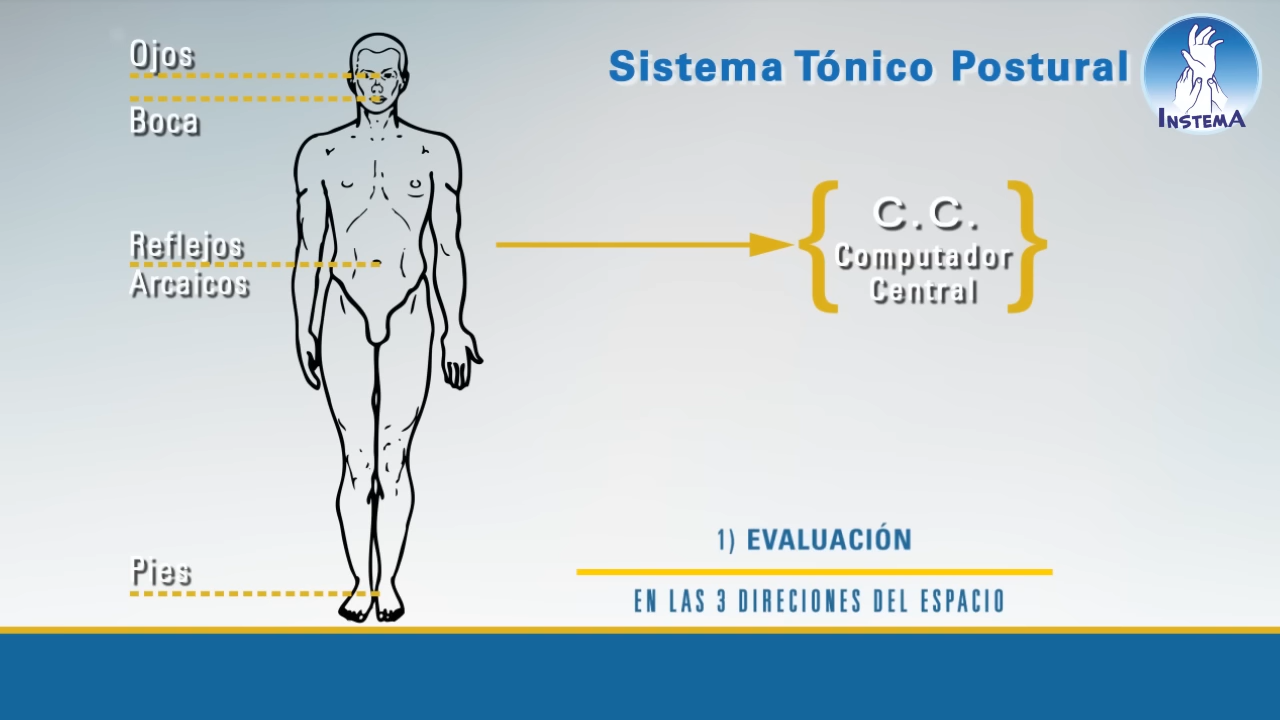 Ojos
Boca
Reflejos
Arcaicos
Pies
Sistema Tónico Postural
INSTEMA
C.C.
Computador
Central
1) EVALUACIÓN
EN LAS 3 DIRECIONES DEL ESPACIO